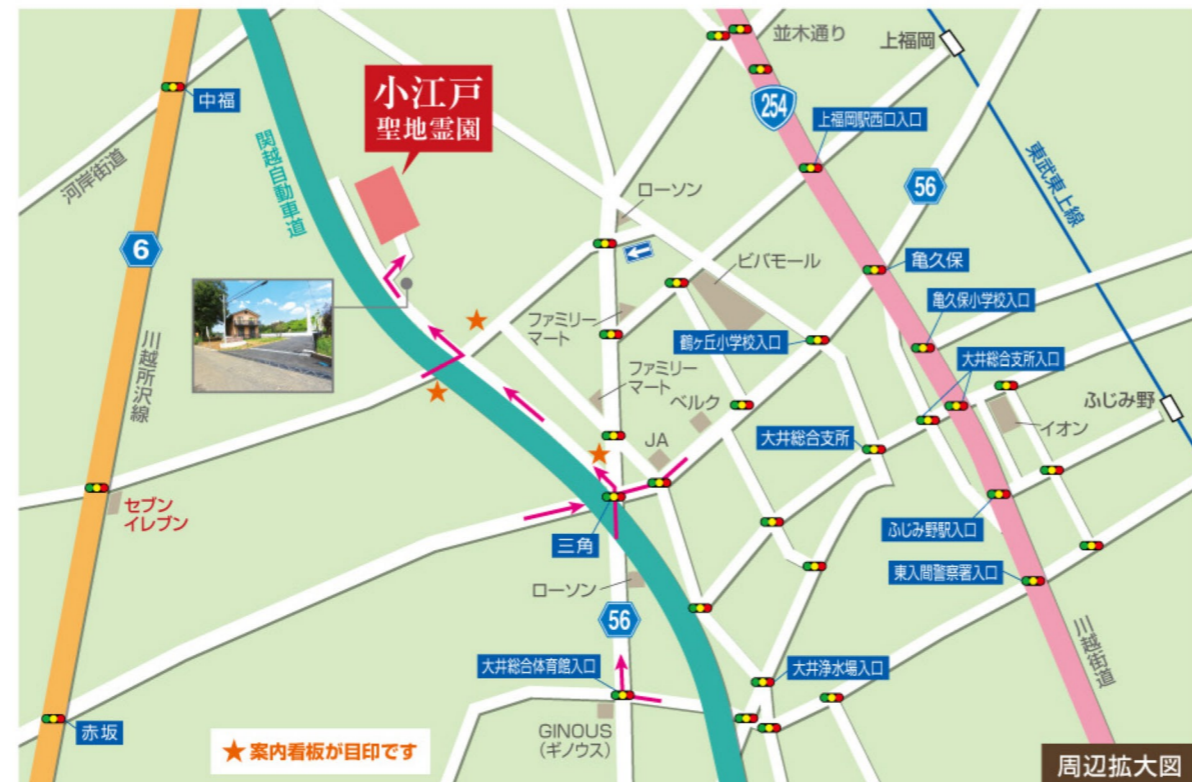 並木通り
上福岡
中福
小江戸
聖地霊園
254
上福岡駅西口入口
関越自動車道
河岸街道
東武東上線
56
ローソン
6
亀久保
ビバモール
亀久保小学校入口
ファミリー
マート
鶴ヶ丘小学校入口
大井総合支所入口
川越所沢線
ファミリー
マート
ベルク
ふじみ野
イオン
JA
大井総合支所
セブン
イレブン
ふじみ野駅入口
三角
東入間警察署入口
ローソン
56
川越街道
大井総合体育館入口
大井浄水場入口
赤坂
GINOUS
(ギノウス)
★案内看板が目印です
周辺拡大図